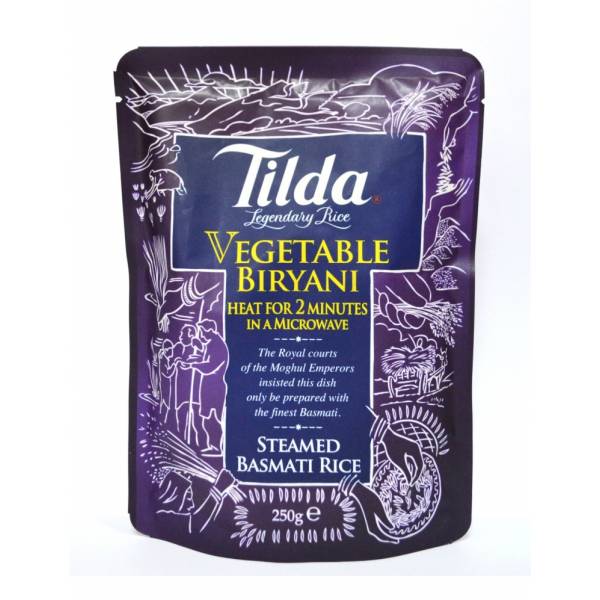 Tilda®
Legendary Rice
VEGETABLE
BIRYANI
HEAT FOR 2 MINUTES
IN A MICROWAVE
The Royal courts
of the Moghul Emperors
insisted this dish
only be prepared with
the finest Basmati.
STEAMED
BASMATI RICE
250g ℮